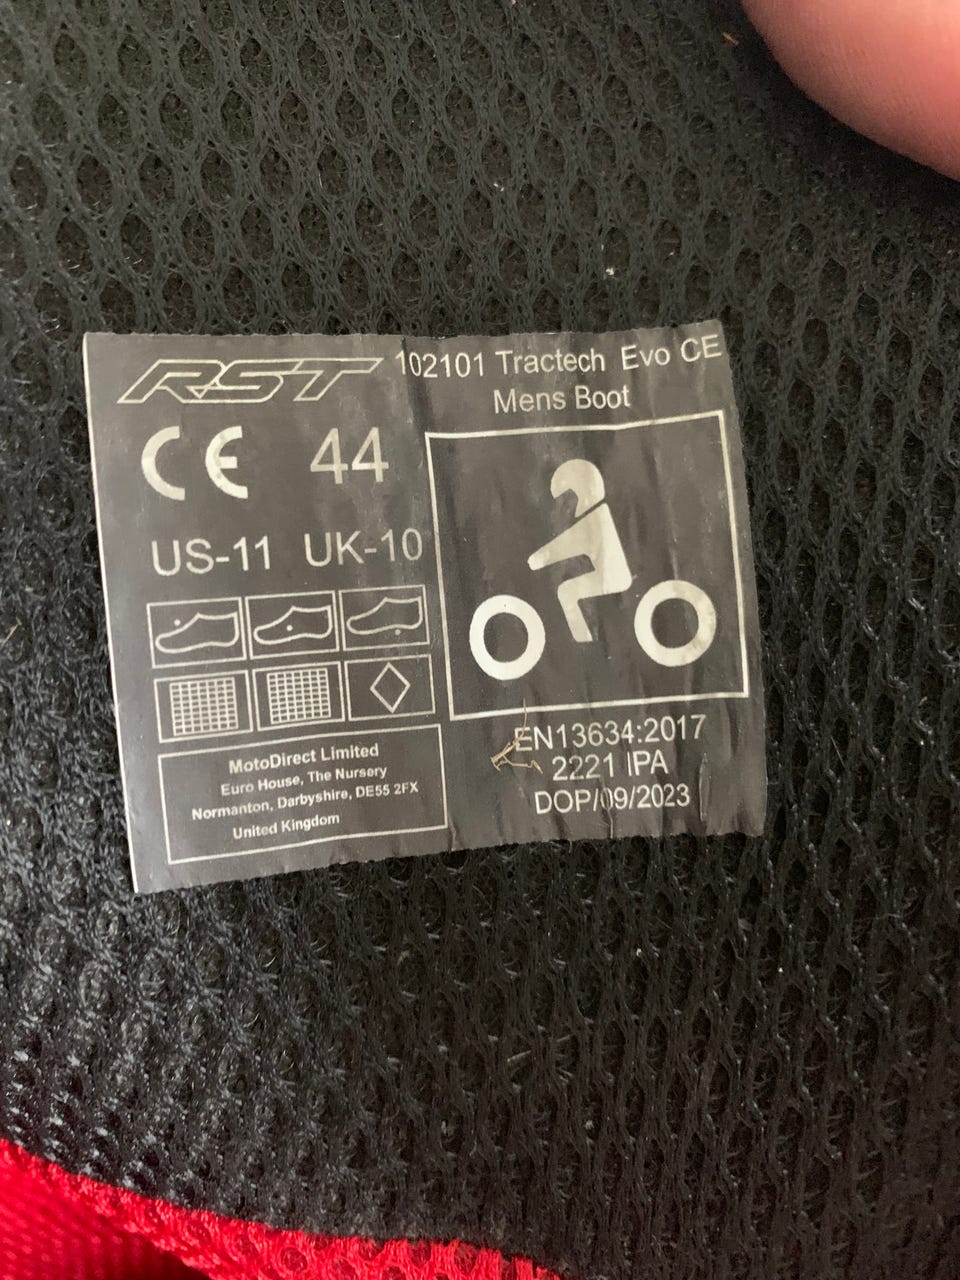 RST
102101 Tractech Evo CE
Mens Boot
CE 44
US-11 UK-10
MotoDirect Limited
Euro House, The Nursery
Normanton, Darbyshire, DE55 2FX
United Kingdom
EN13634:2017
2221 IPA
DOP/09/2023